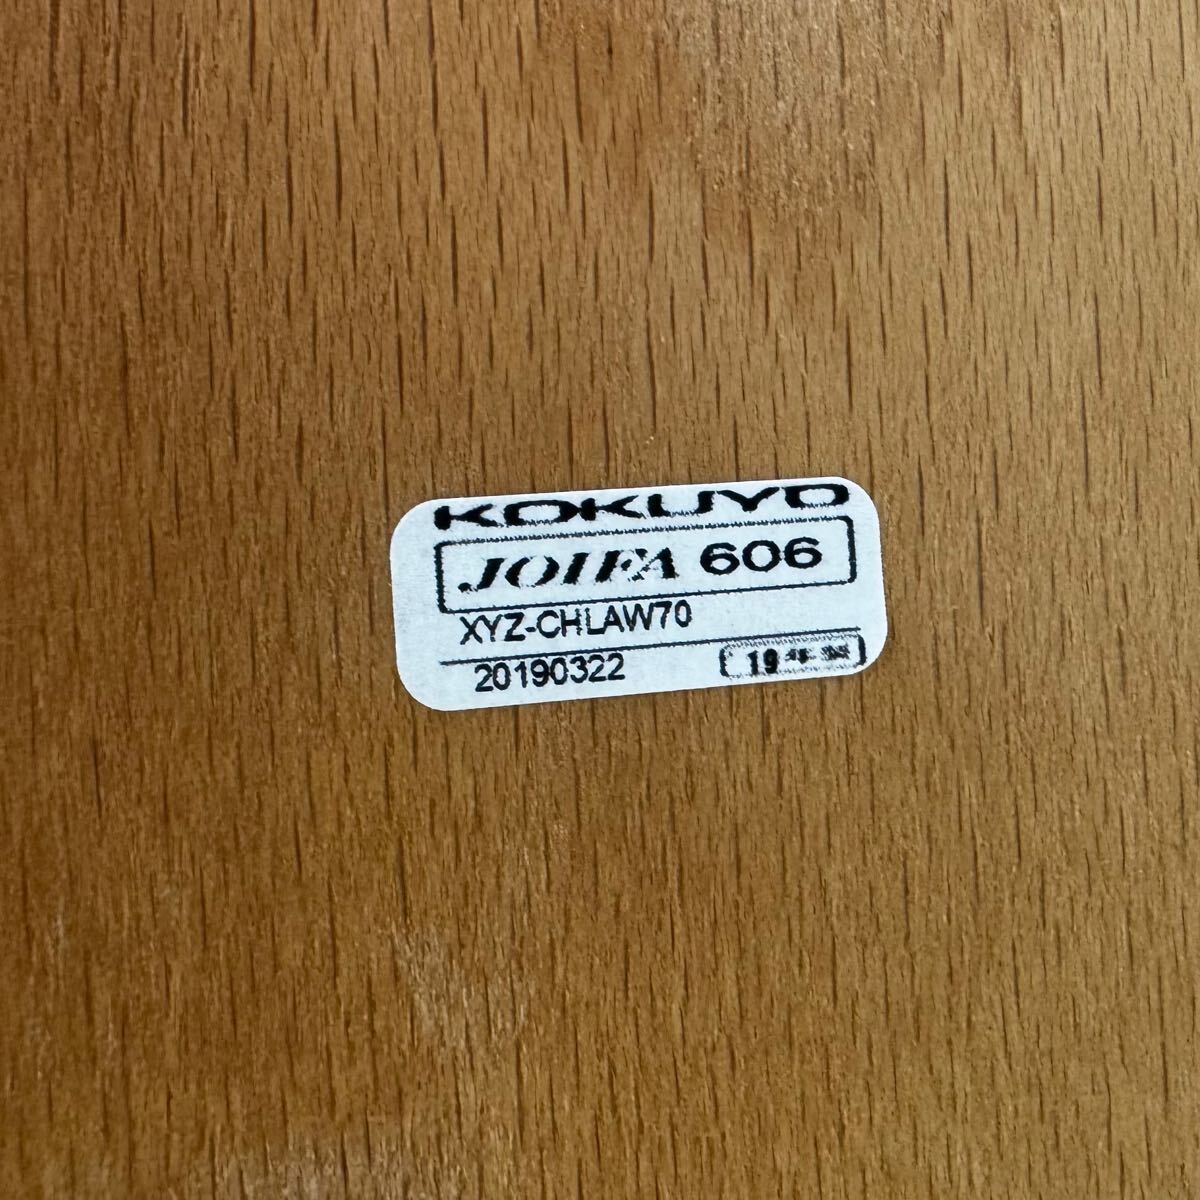 KOKUYO
JOIFA 606
XYZ-CHLAW70
20190322
19年製